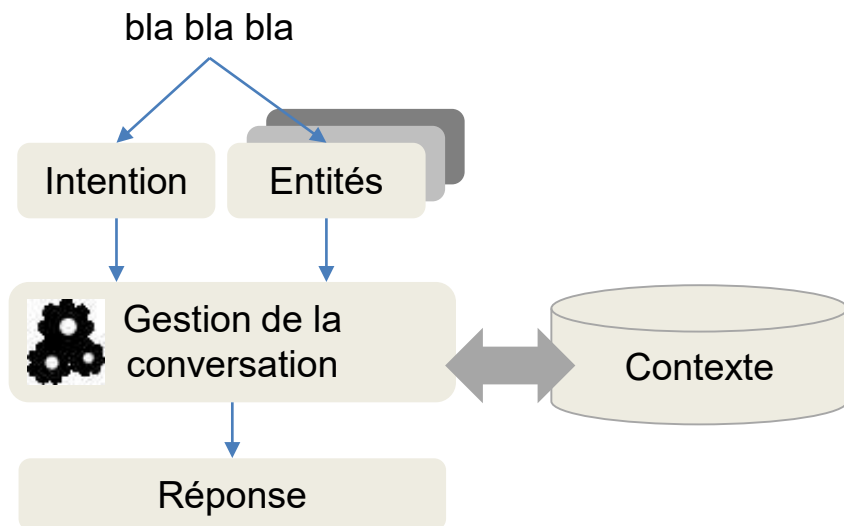 bla bla bla
Intention
Entités
Gestion de la
conversation
Contexte
Réponse